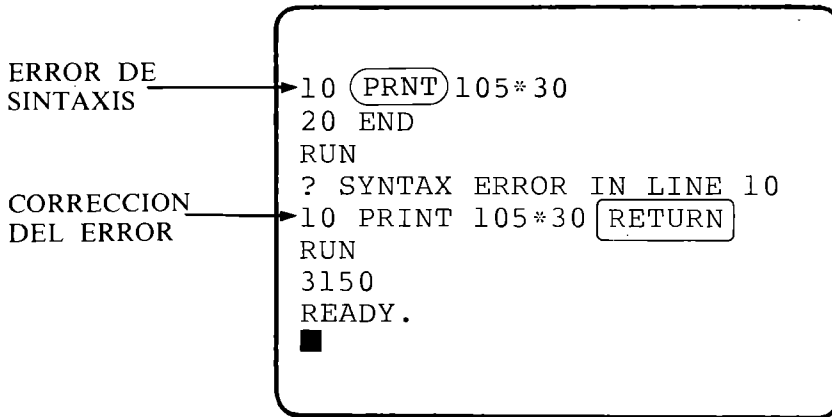 ERROR DE
SINTAXIS
10 PRNT 105*30
20 END
RUN
? SYNTAX ERROR IN LINE 10
CORRECCION
DEL ERROR
10 PRINT 105*30 RETURN
RUN
3150
READY.